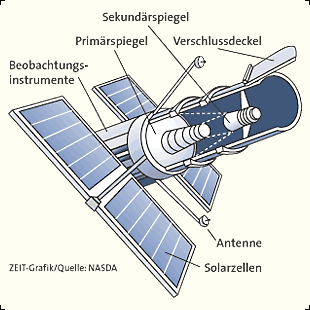 Sekundärspiegel
Primärspiegel
Verschlussdeckel
Beobachtungs-
instrumente
Antenne
Solarzellen
ZEIT-Grafik/Quelle: NASDA